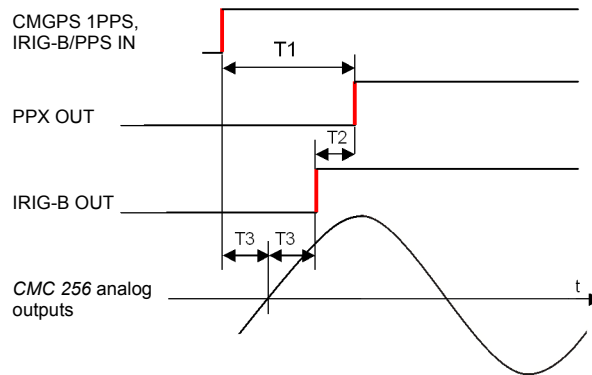 CMGPS 1PPS,
IRIG-B/PPS IN
T1
PPX OUT
T2
IRIG-B OUT
T3 T3
CMC 256 analog
outputs
t